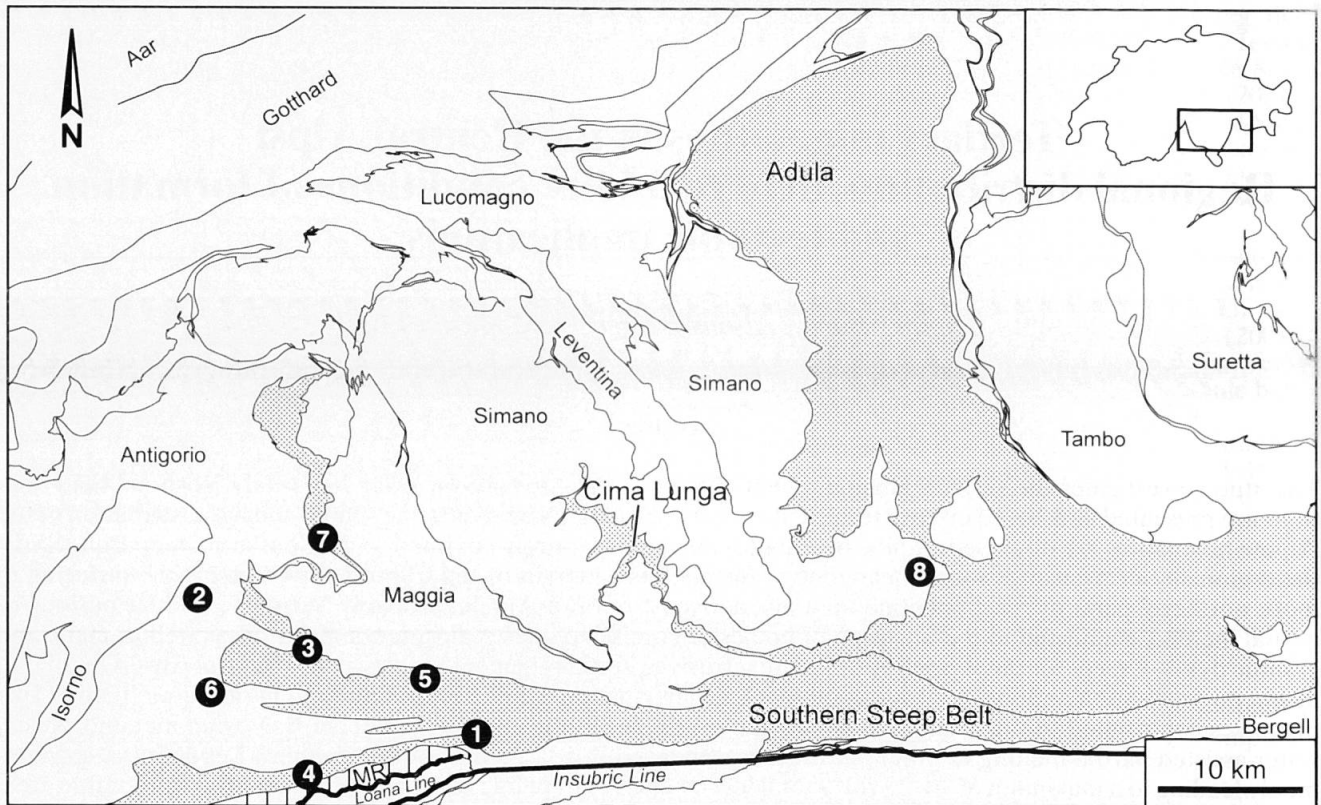 Aar
Gotthard
N
Lucomagno
Adula
Leventina
Simano
Suretta
Simano
Tambo
Antigorio
Cima Lunga
7
8
2
Maggia
3
5
6
Isorno
1
Southern Steep Belt
Bergell
4
MR
Loana Line
Insubric Line
10 km